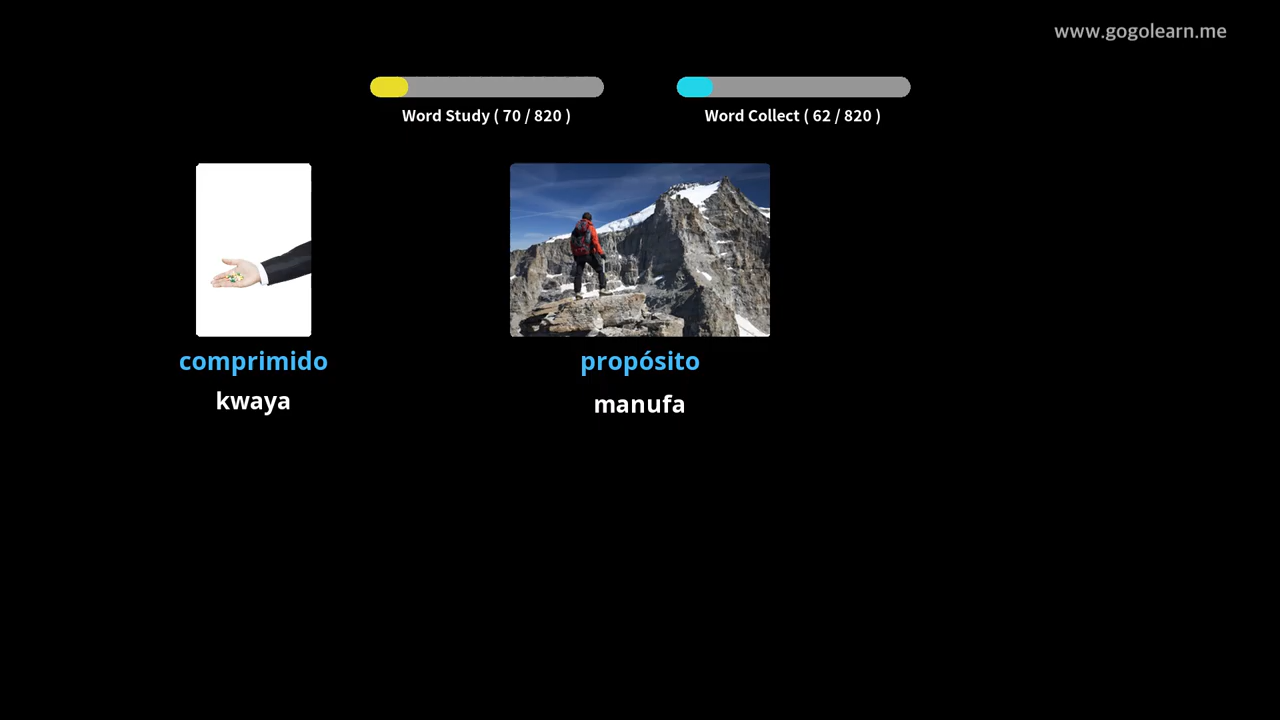 www.gogolearn.me
Word Study ( 70 / 820 )
Word Collect ( 62 / 820 )
comprimido
kwaya
propósito
manufa